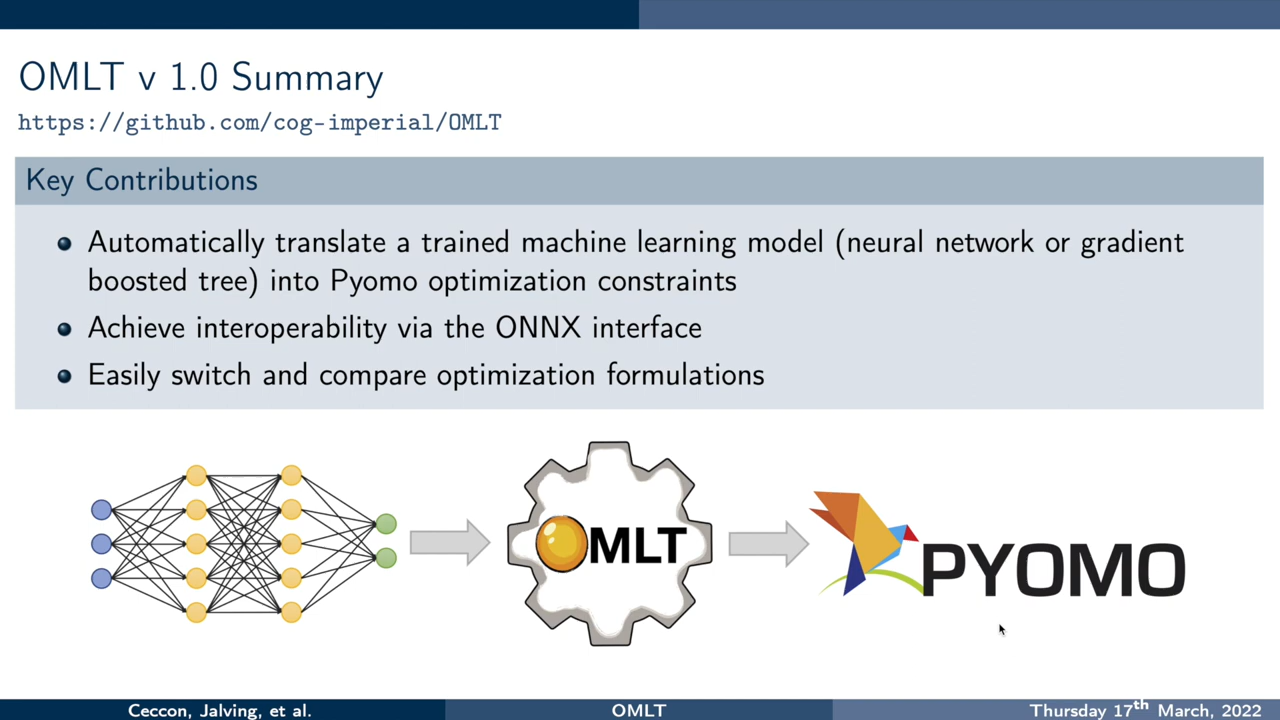 OMLT v 1.0 Summary
https://github.com/cog-imperial/OMLT
Key Contributions
Automatically translate a trained machine learning model (neural network or gradient
boosted tree) into Pyomo optimization constraints
Achieve interoperability via the ONNX interface
Easily switch and compare optimization formulations
OMLT
PYOMO
Ceccon, Jalving, et al.
OMLT
Thursday 17th March, 2022